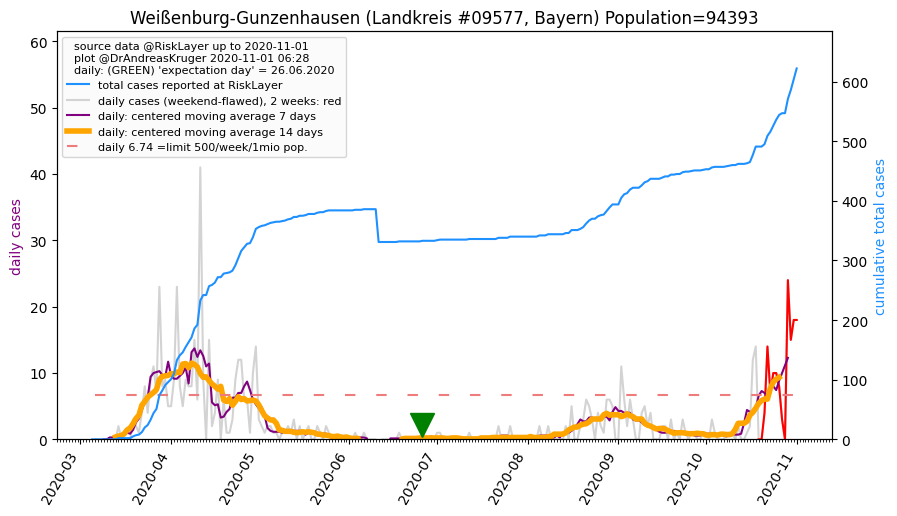 Weißenburg-Gunzenhausen (Landkreis #09577, Bayern) Population=94393
source data @RiskLayer up to 2020-11-01
plot @DrAndreasKruger 2020-11-01 06:28
daily: (GREEN) 'expectation day' = 26.06.2020
total cases reported at RiskLayer
daily cases (weekend-flawed), 2 weeks: red
daily: centered moving average 7 days
daily: centered moving average 14 days
daily 6.74 =limit 500/week/1mio pop.
daily cases
60
50
40
30
20
10
0
cumulative total cases
600
500
400
300
200
100
0
2020-03
2020-04
2020-05
2020-06
2020-07
2020-08
2020-09
2020-10
2020-11